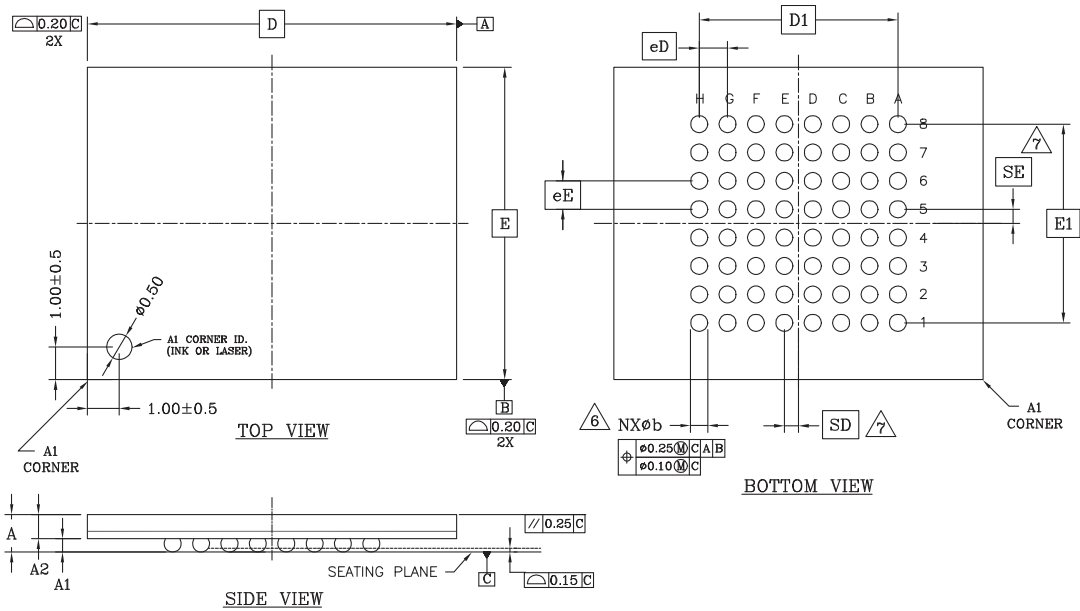 ⌓ 0.20 C
2X
D
A
E
1.00±0.5
ø0.50
A1 CORNER ID.
(INK OR LASER)
1.00±0.5
A1
CORNER
B
⌓ 0.20 C
2X
TOP VIEW
D1
eD
H G F E D C B A
8
7
6
5
4
3
2
1
7
SE
eE
E1
6 NXøb
SD 7
⌖ ø0.25Ⓜ C A B
ø0.10Ⓜ C
A1
CORNER
BOTTOM VIEW
A
A2
A1
// 0.25 C
SEATING PLANE
C
⌓ 0.15 C
SIDE VIEW